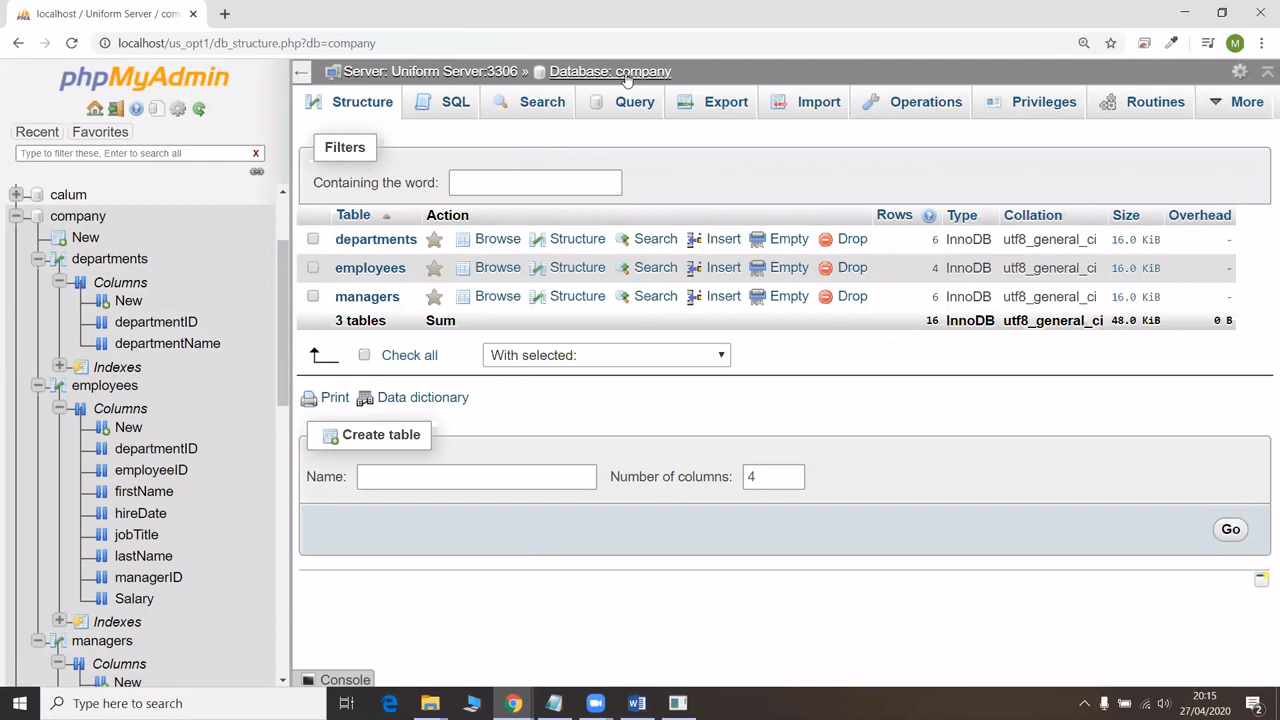 localhost / Uniform Server / com
localhost/us_opt1/db_structure.php?db=company
M
phpMyAdmin
Recent Favorites
Type to filter these, Enter to search all X
calum
company
New
departments
Columns
New
departmentID
departmentName
Indexes
employees
Columns
New
departmentID
employeeID
firstName
hireDate
jobTitle
lastName
managerID
Salary
Indexes
managers
Columns
New
Server: Uniform Server:3306 » Database: company
Structure SQL Search Query Export Import Operations Privileges Routines More
Filters
Containing the word:
Table Action Rows Type Collation Size Overhead
departments Browse Structure Search Insert Empty Drop 6 InnoDB utf8_general_ci 16.0 KiB -
employees Browse Structure Search Insert Empty Drop 4 InnoDB utf8_general_ci 16.0 KiB -
managers Browse Structure Search Insert Empty Drop 6 InnoDB utf8_general_ci 16.0 KiB -
3 tables Sum 16 InnoDB utf8_general_ci 48.0 KiB 0 B
Check all With selected:
Print Data dictionary
Create table
Name: Number of columns: 4
Go
Console
Type here to search
20:15
27/04/2020
2